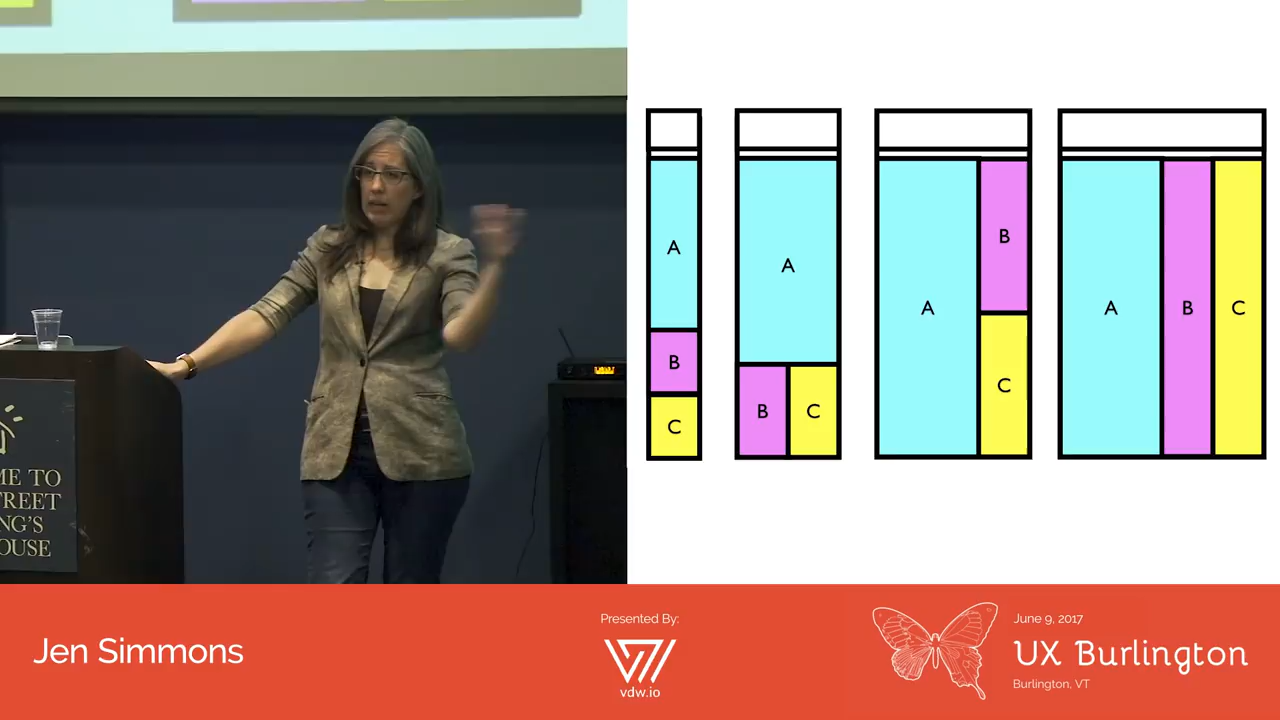 A
B
C
A
B
C
A
B
C
A
B
C
ME TO
TREET
NG'S
OUSE
Jen Simmons
Presented By:
vdw.io
June 9, 2017
UX Burlington
Burlington, VT